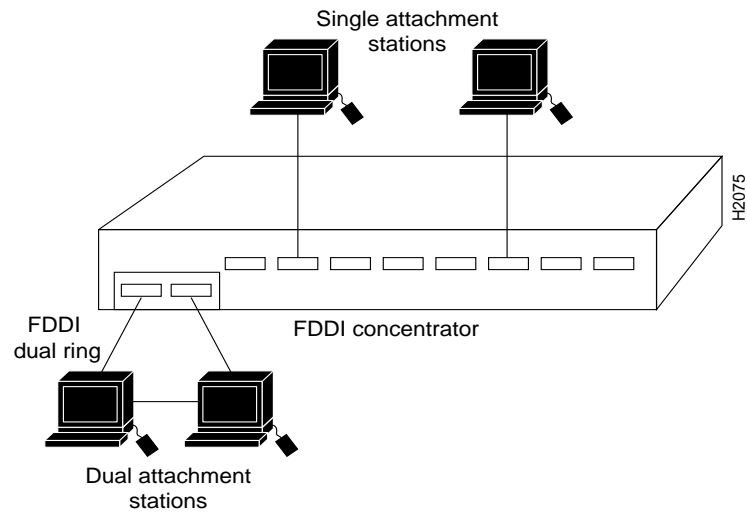 Single attachment
stations
H2075
FDDI
dual ring
FDDI concentrator
Dual attachment
stations